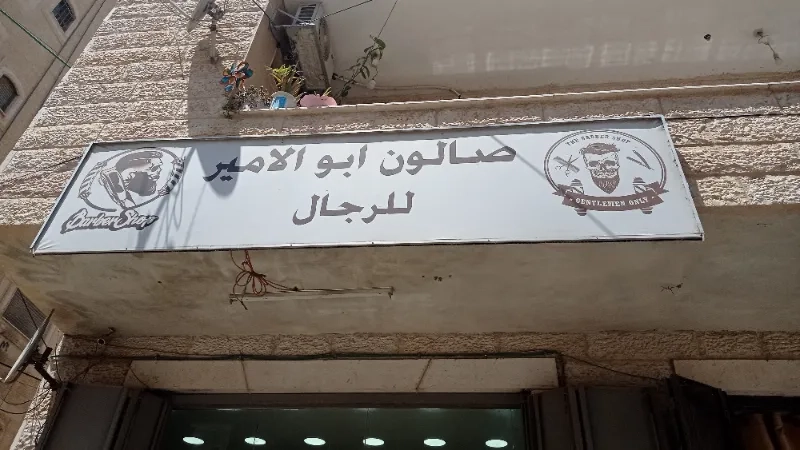 صالون ابو الامير
للرجال
THE BARBER SHOP
GENTLEMEN ONLY
Barber Shop